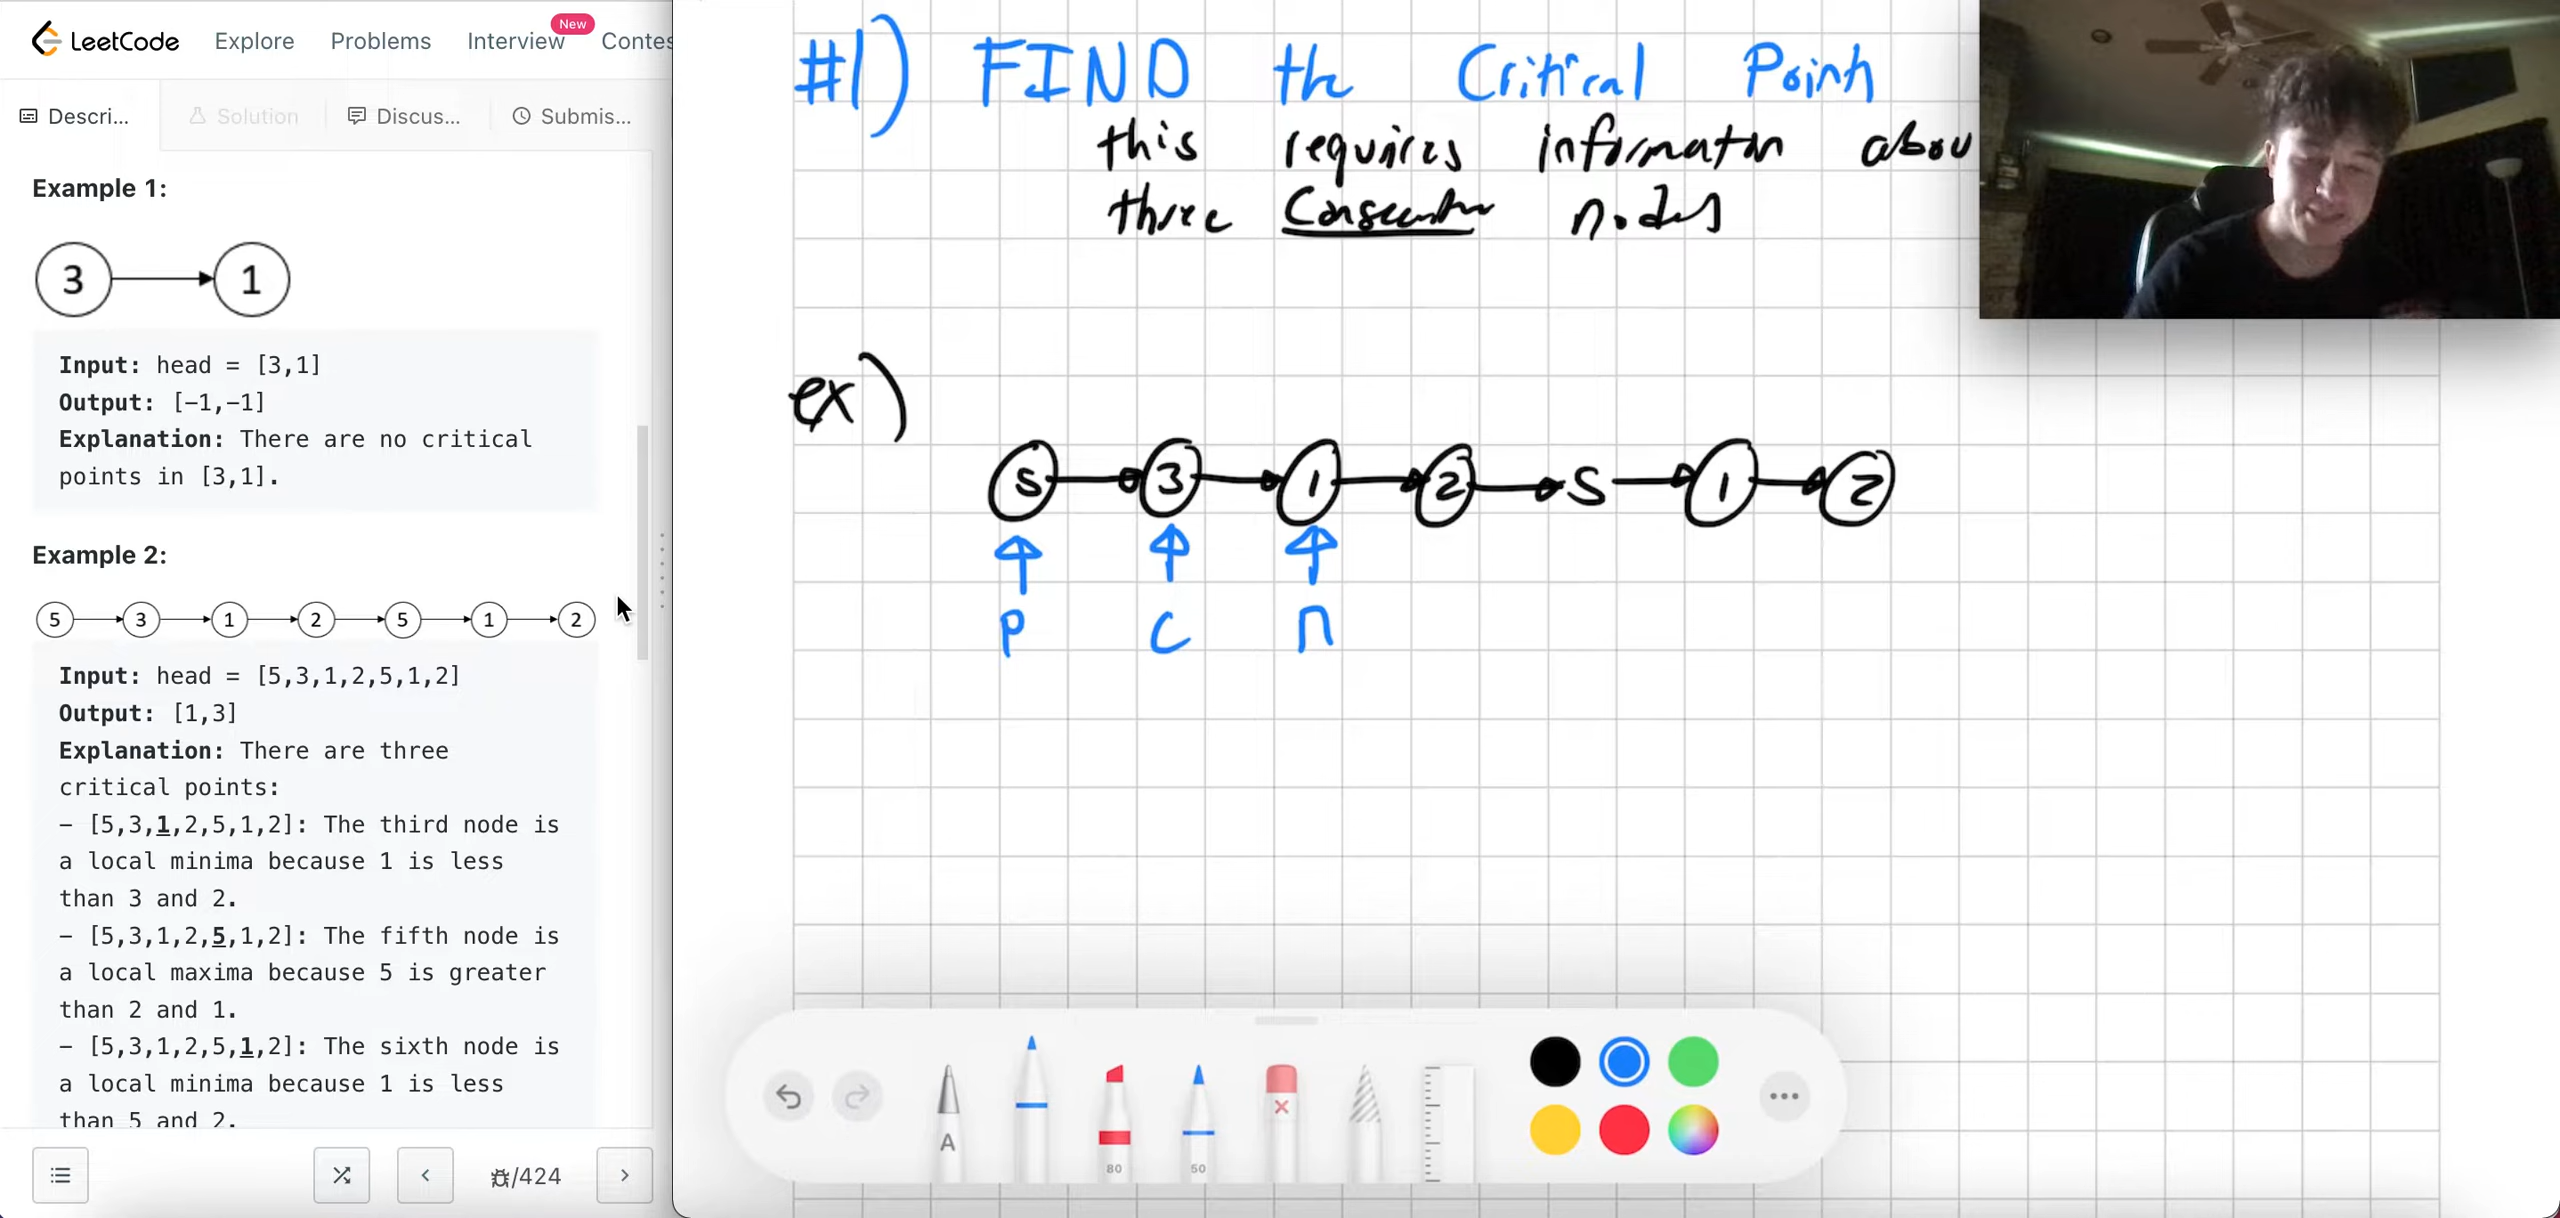 LeetCode
Explore
Problems
Interview
New
Contes
Descri...
Solution
Discus...
Submis...
Example 1:
3
1
Input: head = [3,1]
Output: [-1,-1]
Explanation: There are no critical
points in [3,1].
Example 2:
5 3 1 2 5 1 2
Input: head = [5,3,1,2,5,1,2]
Output: [1,3]
Explanation: There are three
critical points:
- [5,3,1,2,5,1,2]: The third node is
a local minima because 1 is less
than 3 and 2.
- [5,3,1,2,5,1,2]: The fifth node is
a local maxima because 5 is greater
than 2 and 1.
- [5,3,1,2,5,1,2]: The sixth node is
a local minima because 1 is less
than 5 and 2.
/424
#1) FIND the Critical Point
this requires information abou
three nodes
ex)
5 3 1 2 5 1 2
P C n
A
80
50